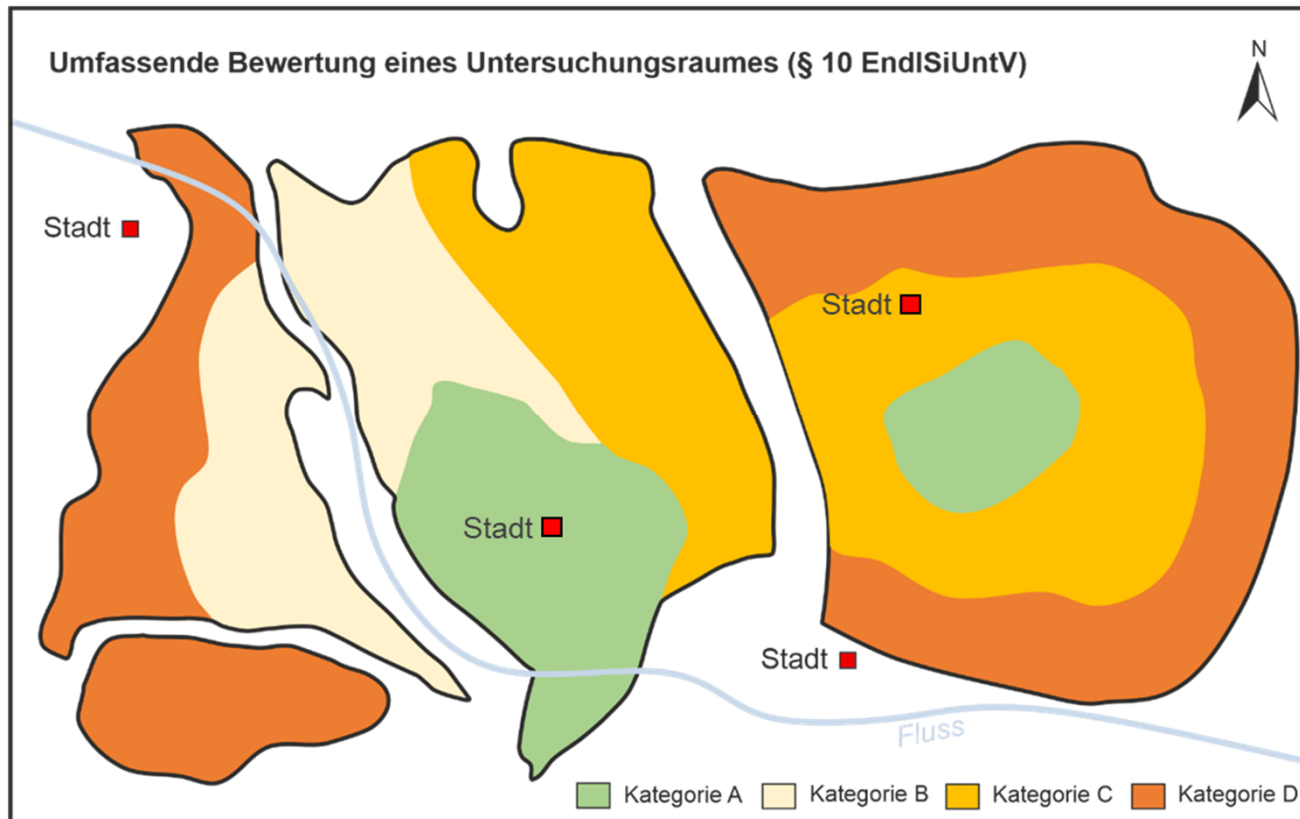 Umfassende Bewertung eines Untersuchungsraumes (§ 10 EndlSiUntV)
N
Stadt
Stadt
Stadt
Stadt
Fluss
Kategorie A
Kategorie B
Kategorie C
Kategorie D